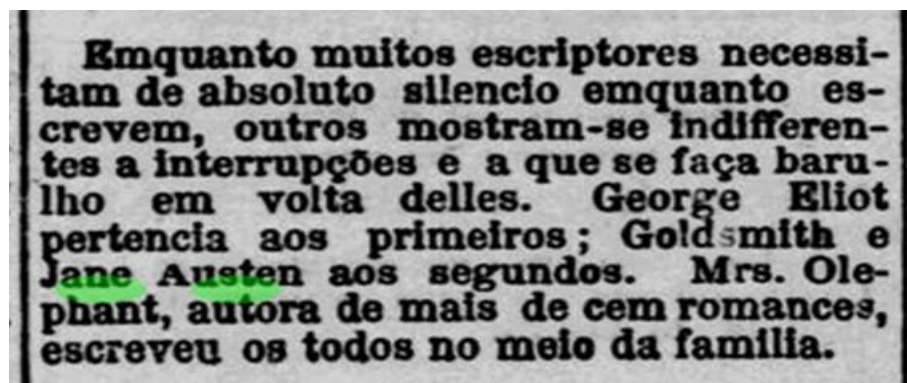 Emquanto muitos escriptores necessi-
tam de absoluto silencio emquanto es-
crevem, outros mostram-se indifferen-
tes a interrupções e a que se faça baru-
lho em volta delles. George Eliot
pertencia aos primeiros; Goldsmith e
Jane Austen aos segundos. Mrs. Ole-
phant, autora de mais de cem romances,
escreveu os todos no meio da familia.